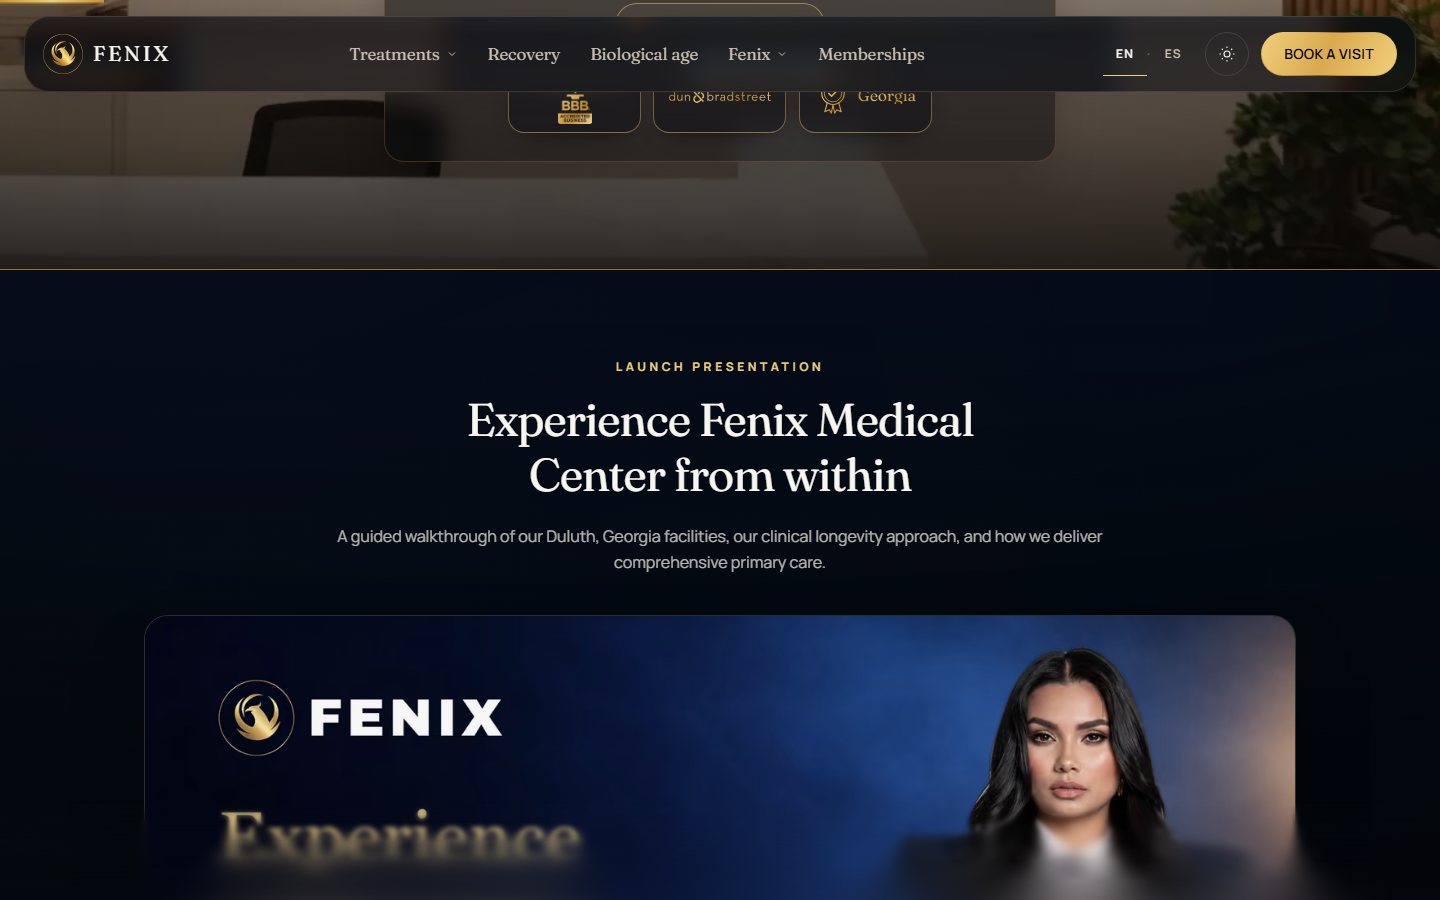 FENIX
Treatments
Recovery
Biological age
Fenix
Memberships
EN · ES
BOOK A VISIT
BBB
ACCREDITED
BUSINESS
dun & bradstreet
Georgia
LAUNCH PRESENTATION
Experience Fenix Medical
Center from within
A guided walkthrough of our Duluth, Georgia facilities, our clinical longevity approach, and how we deliver
comprehensive primary care.
FENIX
Experience